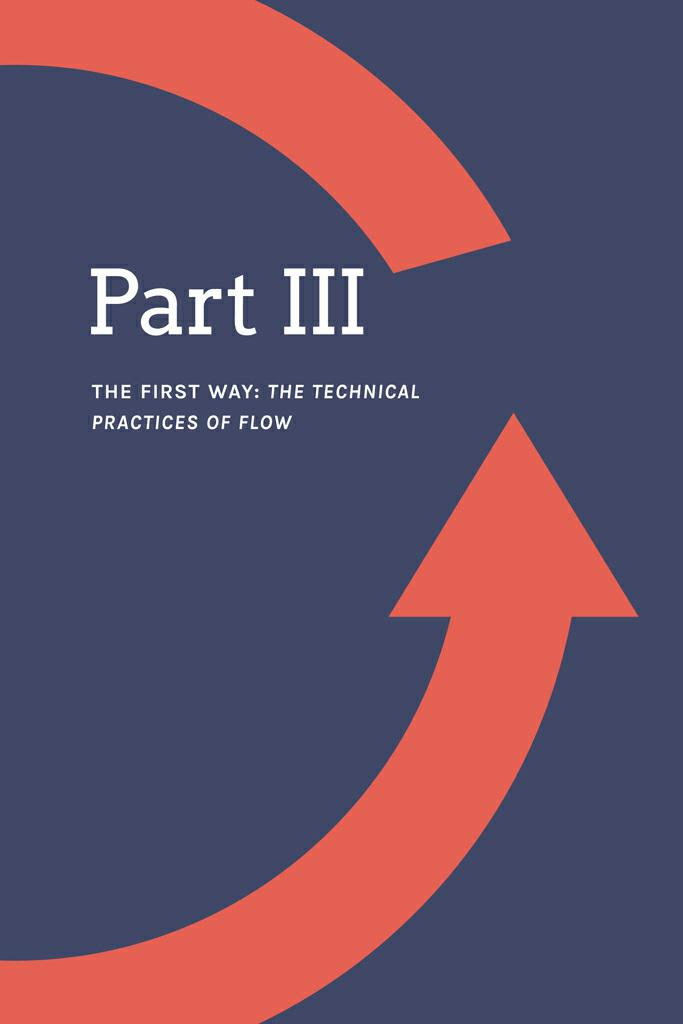 Part III
THE FIRST WAY: THE TECHNICAL
PRACTICES OF FLOW